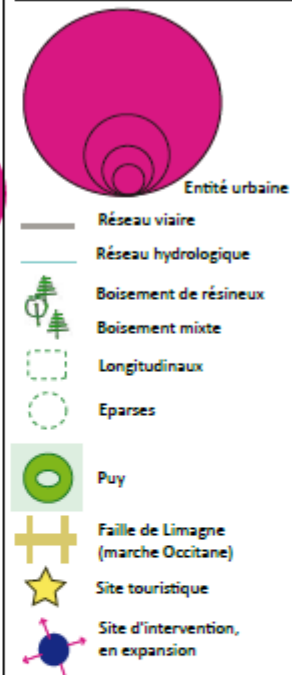 Entité urbaine
Réseau viaire
Réseau hydrologique
Boisement de résineux
Boisement mixte
Longitudinaux
Eparses
Puy
Faille de Limagne
(marche Occitane)
Site touristique
Site d'intervention,
en expansion